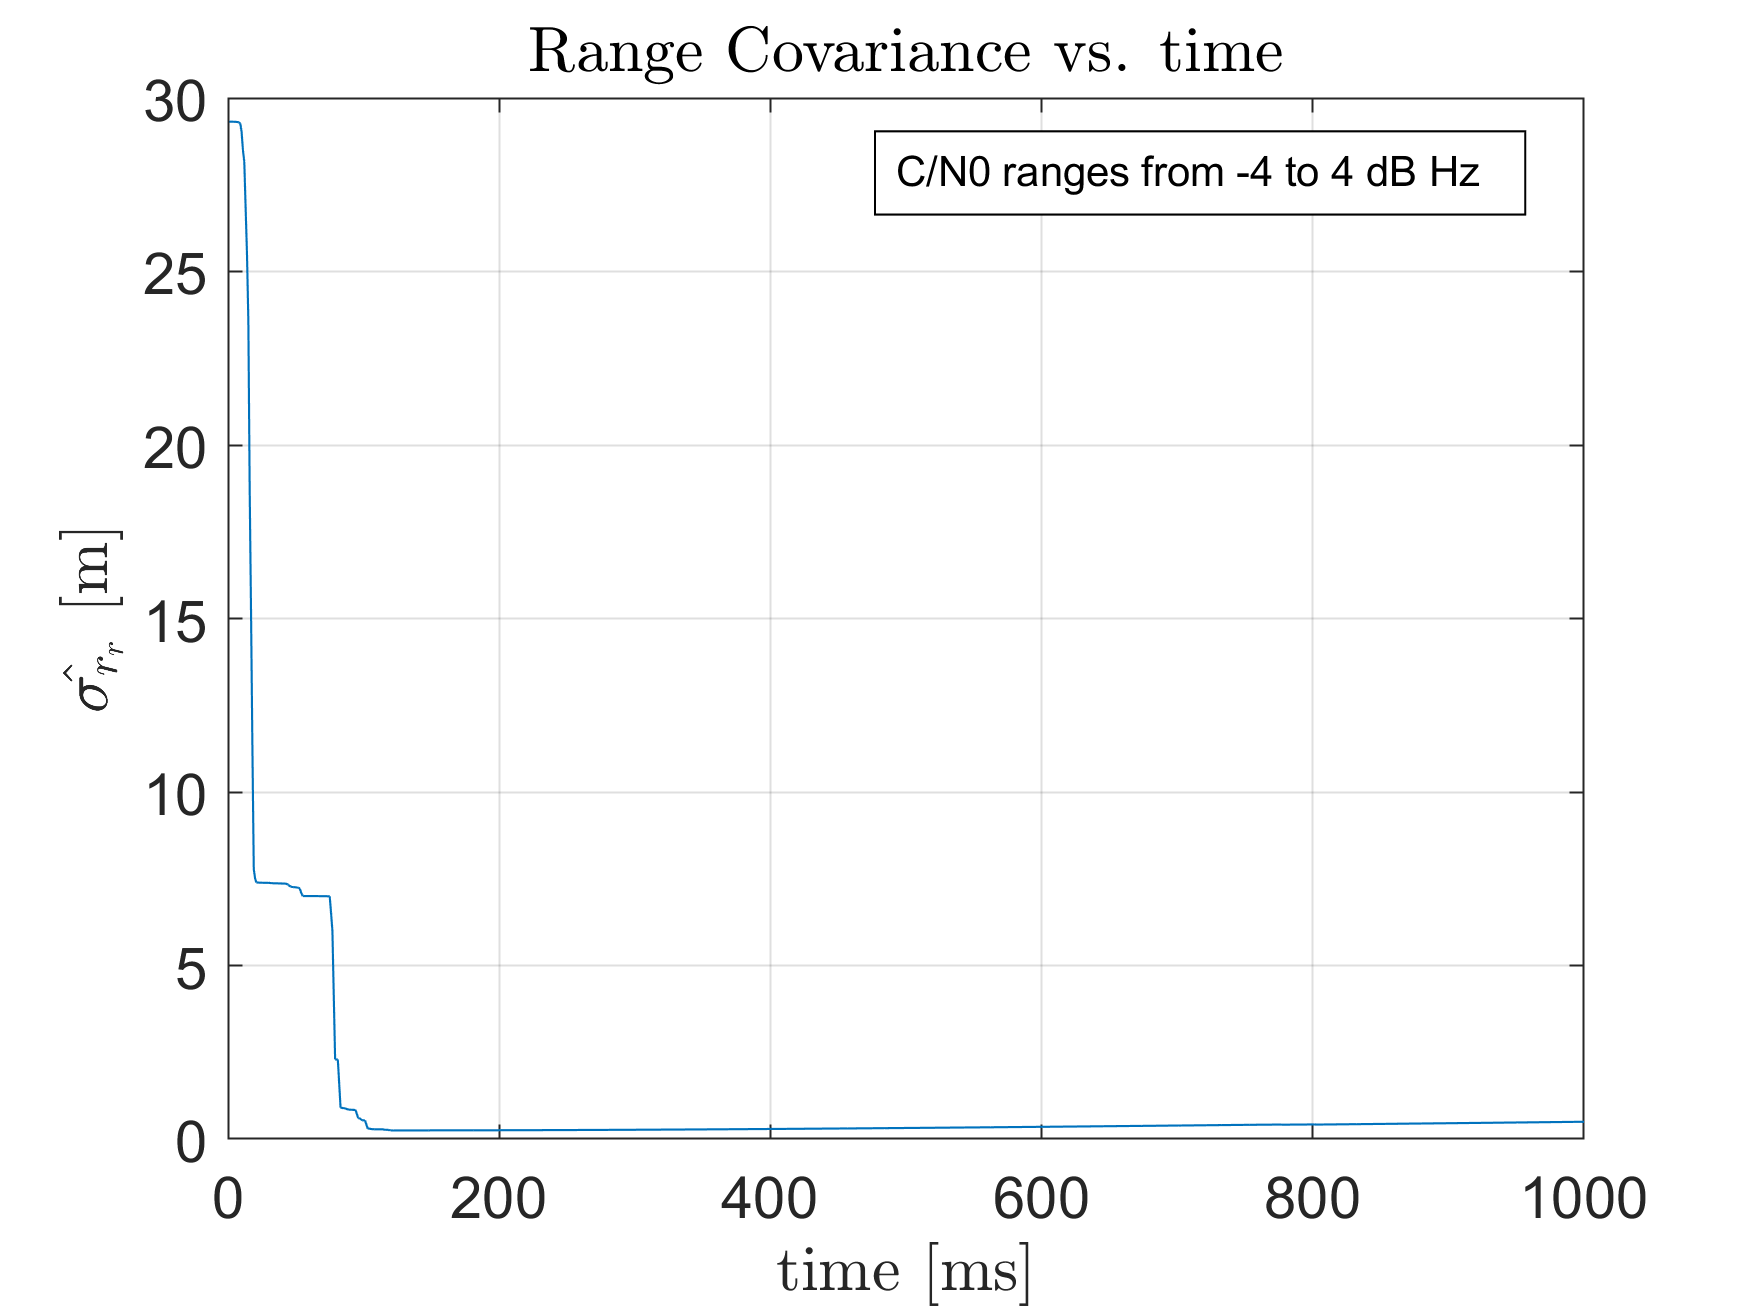 Range Covariance vs. time
C/N0 ranges from -4 to 4 dB Hz
30
25
20
15
10
5
0
σ̂_{r_r} [m]
0 200 400 600 800 1000
time [ms]